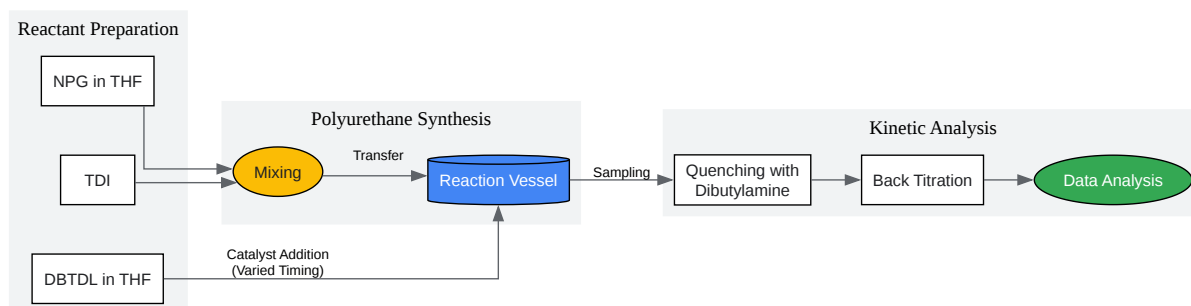 Reactant Preparation
NPG in THF
TDI
DBTDL in THF
Polyurethane Synthesis
Mixing
Transfer
Reaction Vessel
Catalyst Addition
(Varied Timing)
Sampling
Kinetic Analysis
Quenching with
Dibutylamine
Back Titration
Data Analysis